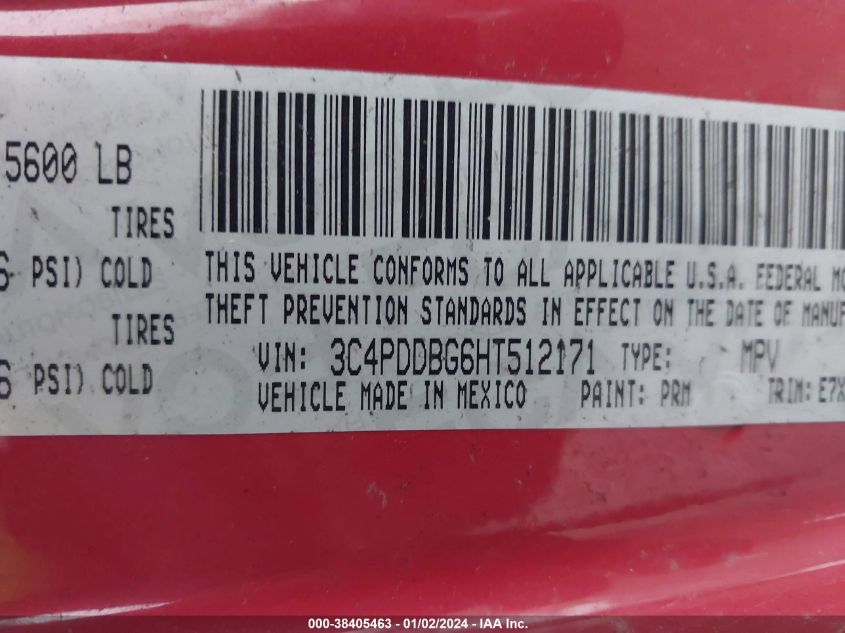 5600 LB
TIRES
PSI) COLD
TIRES
PSI) COLD
THIS VEHICLE CONFORMS TO ALL APPLICABLE U.S.A. FEDERAL
THEFT PREVENTION STANDARDS IN EFFECT ON THE DATE OF
VIN: 3C4PDDBG6HT512171 TYPE: MPV
VEHICLE MADE IN MEXICO PAINT: PRM TRIM: E7X
000-38405463 - 01/02/2024 - IAA Inc.